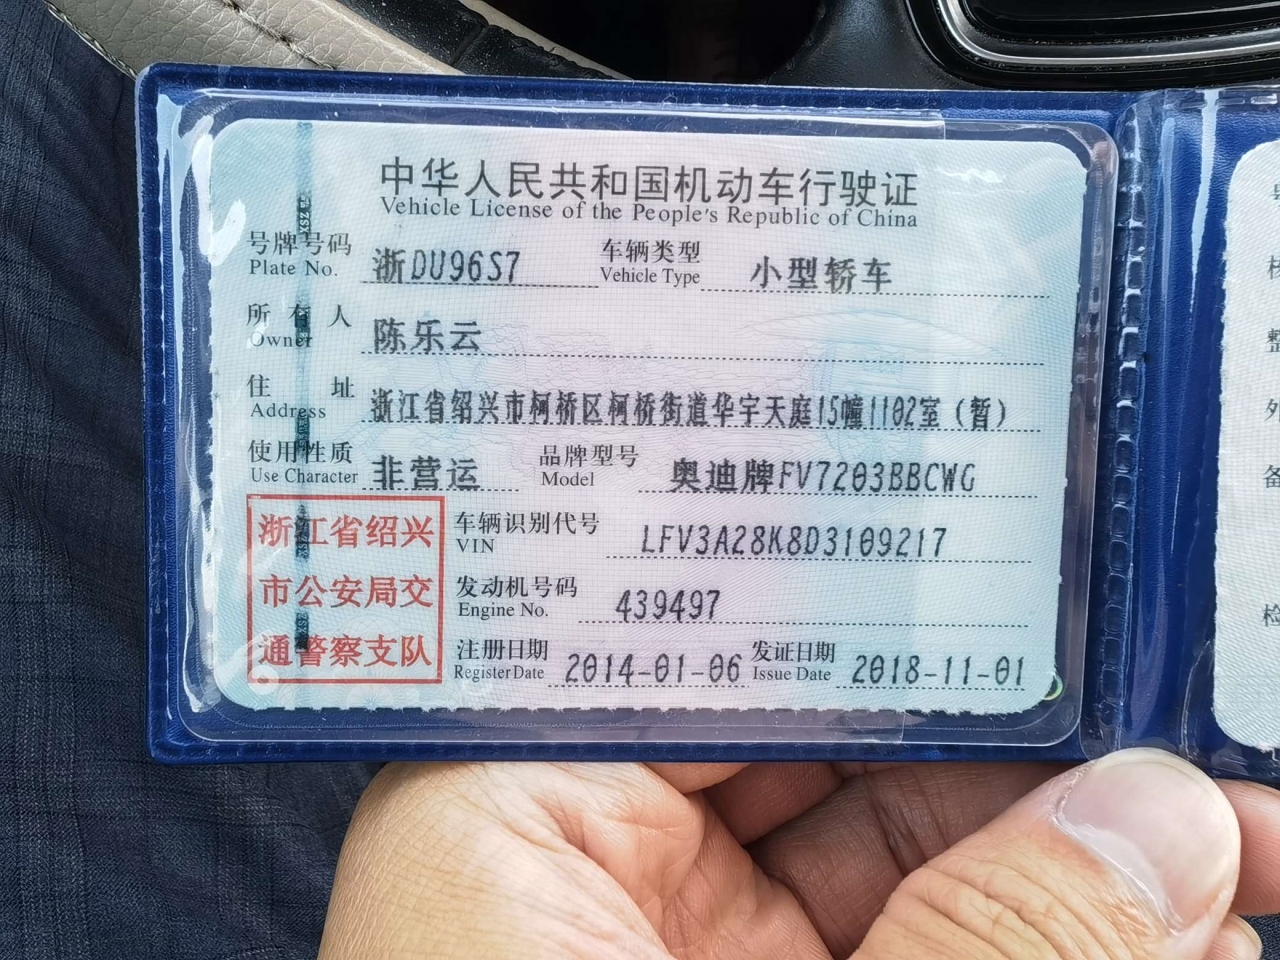 中华人民共和国机动车行驶证
Vehicle License of the People's Republic of China
号牌号码 浙DU96S7 车辆类型 小型轿车
Plate No. Vehicle Type
所有人 陈乐云
Owner
住址 浙江省绍兴市柯桥区柯桥街道华宇天庭15幢1102室（暂）
Address
使用性质 非营运 品牌型号 奥迪牌FV7203BBCWG
Use Character Model
浙江省绍兴
市公安局交
通警察支队
车辆识别代号 LFV3A28K8D3109217
VIN
发动机号码 439497
Engine No.
注册日期 2014-01-06 发证日期 2018-11-01
Register Date Issue Date